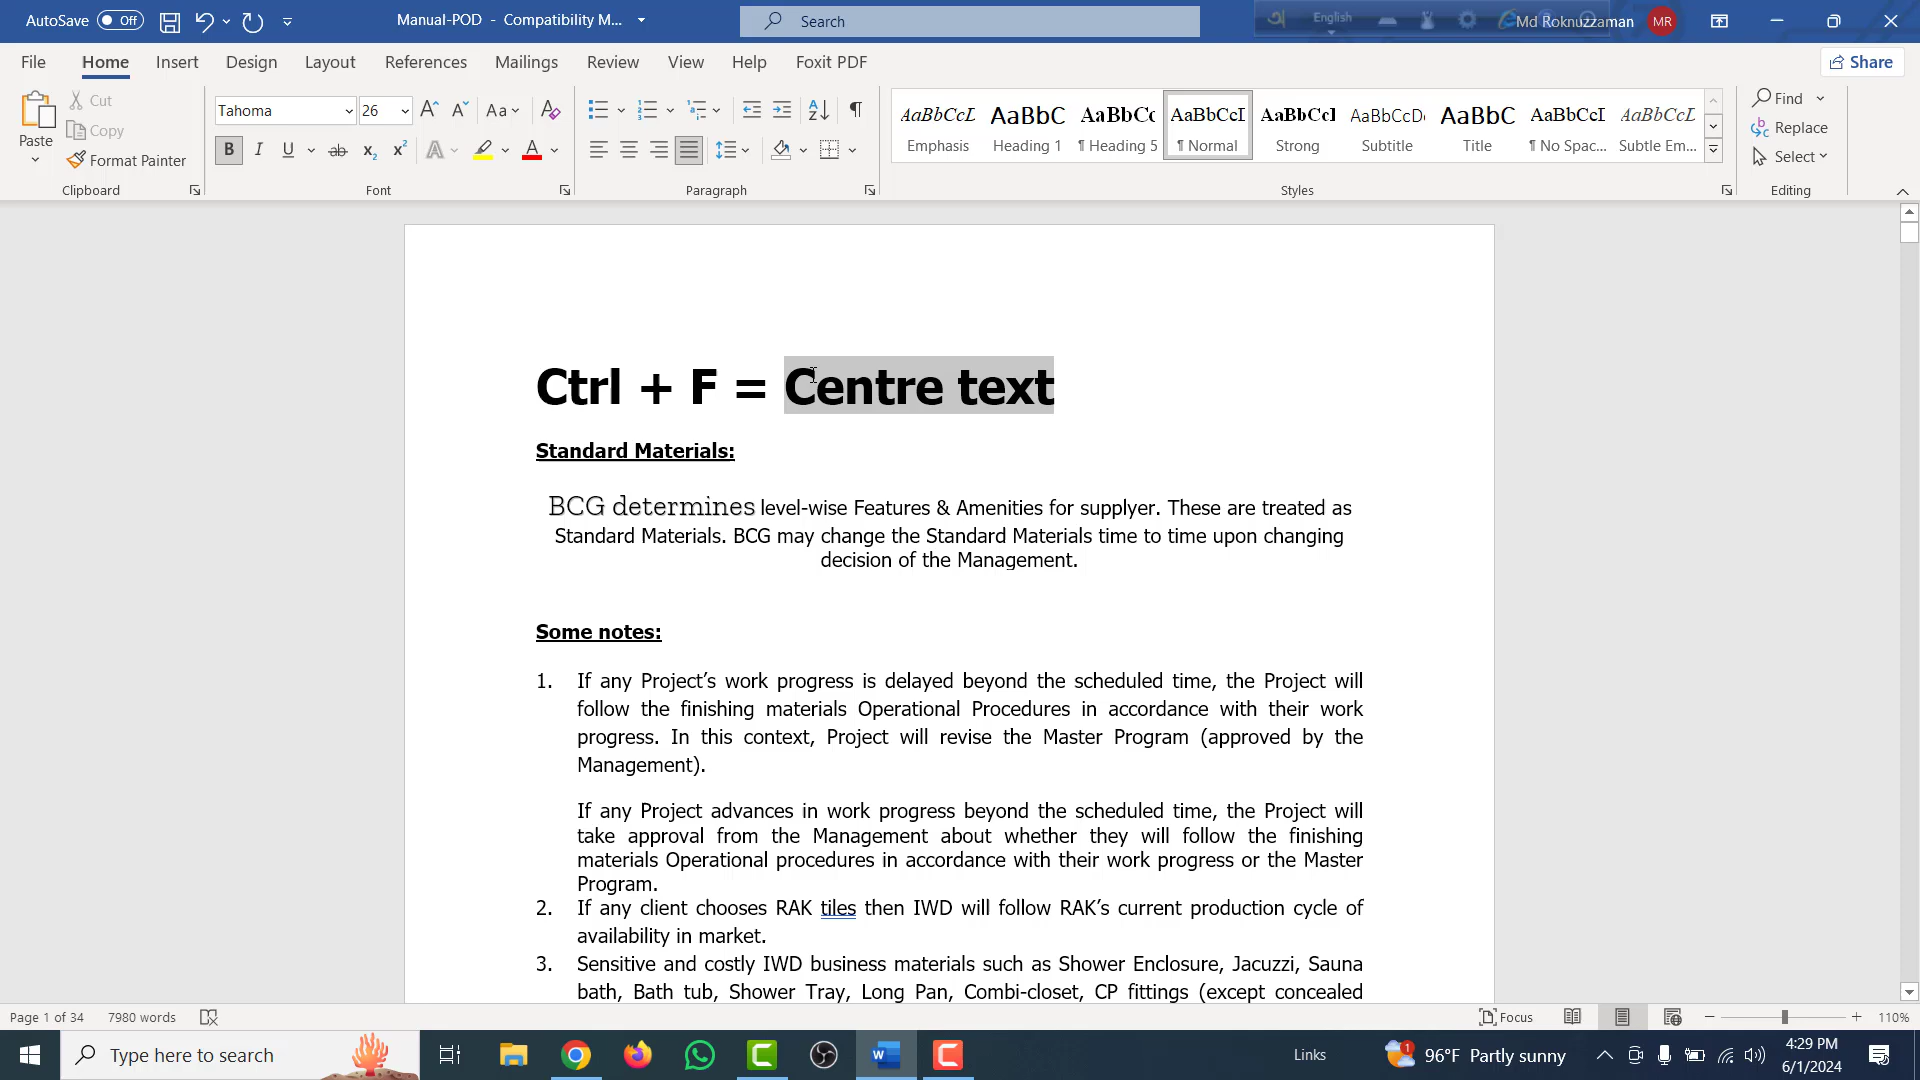 AutoSave Off Manual-POD - Compatibility M... Search English Md Roknuzzaman MR
File Home Insert Design Layout References Mailings Review View Help Foxit PDF Share
Paste Cut Copy Format Painter
Tahoma 26 Aa
B I U ab x₂ x² A A
AaBbCcL AaBbC AaBbCc AaBbCcI AaBbCcI AaBbCcD AaBbC AaBbCcI AaBbCcL
Emphasis Heading 1 ¶ Heading 5 ¶ Normal Strong Subtitle Title ¶ No Spac... Subtle Em...
Find Replace Select
Clipboard Font Paragraph Styles Editing
Ctrl + F = Centre text
Standard Materials:
BCG determines level-wise Features & Amenities for supplyer. These are treated as
Standard Materials. BCG may change the Standard Materials time to time upon changing
decision of the Management.
Some notes:
1. If any Project’s work progress is delayed beyond the scheduled time, the Project will
follow the finishing materials Operational Procedures in accordance with their work
progress. In this context, Project will revise the Master Program (approved by the
Management).
If any Project advances in work progress beyond the scheduled time, the Project will
take approval from the Management about whether they will follow the finishing
materials Operational procedures in accordance with their work progress or the Master
Program.
2. If any client chooses RAK tiles then IWD will follow RAK’s current production cycle of
availability in market.
3. Sensitive and costly IWD business materials such as Shower Enclosure, Jacuzzi, Sauna
bath, Bath tub, Shower Tray, Long Pan, Combi-closet, CP fittings (except concealed
Page 1 of 34 7980 words Focus 110%
Type here to search Links 1 96°F Partly sunny 4:29 PM
6/1/2024